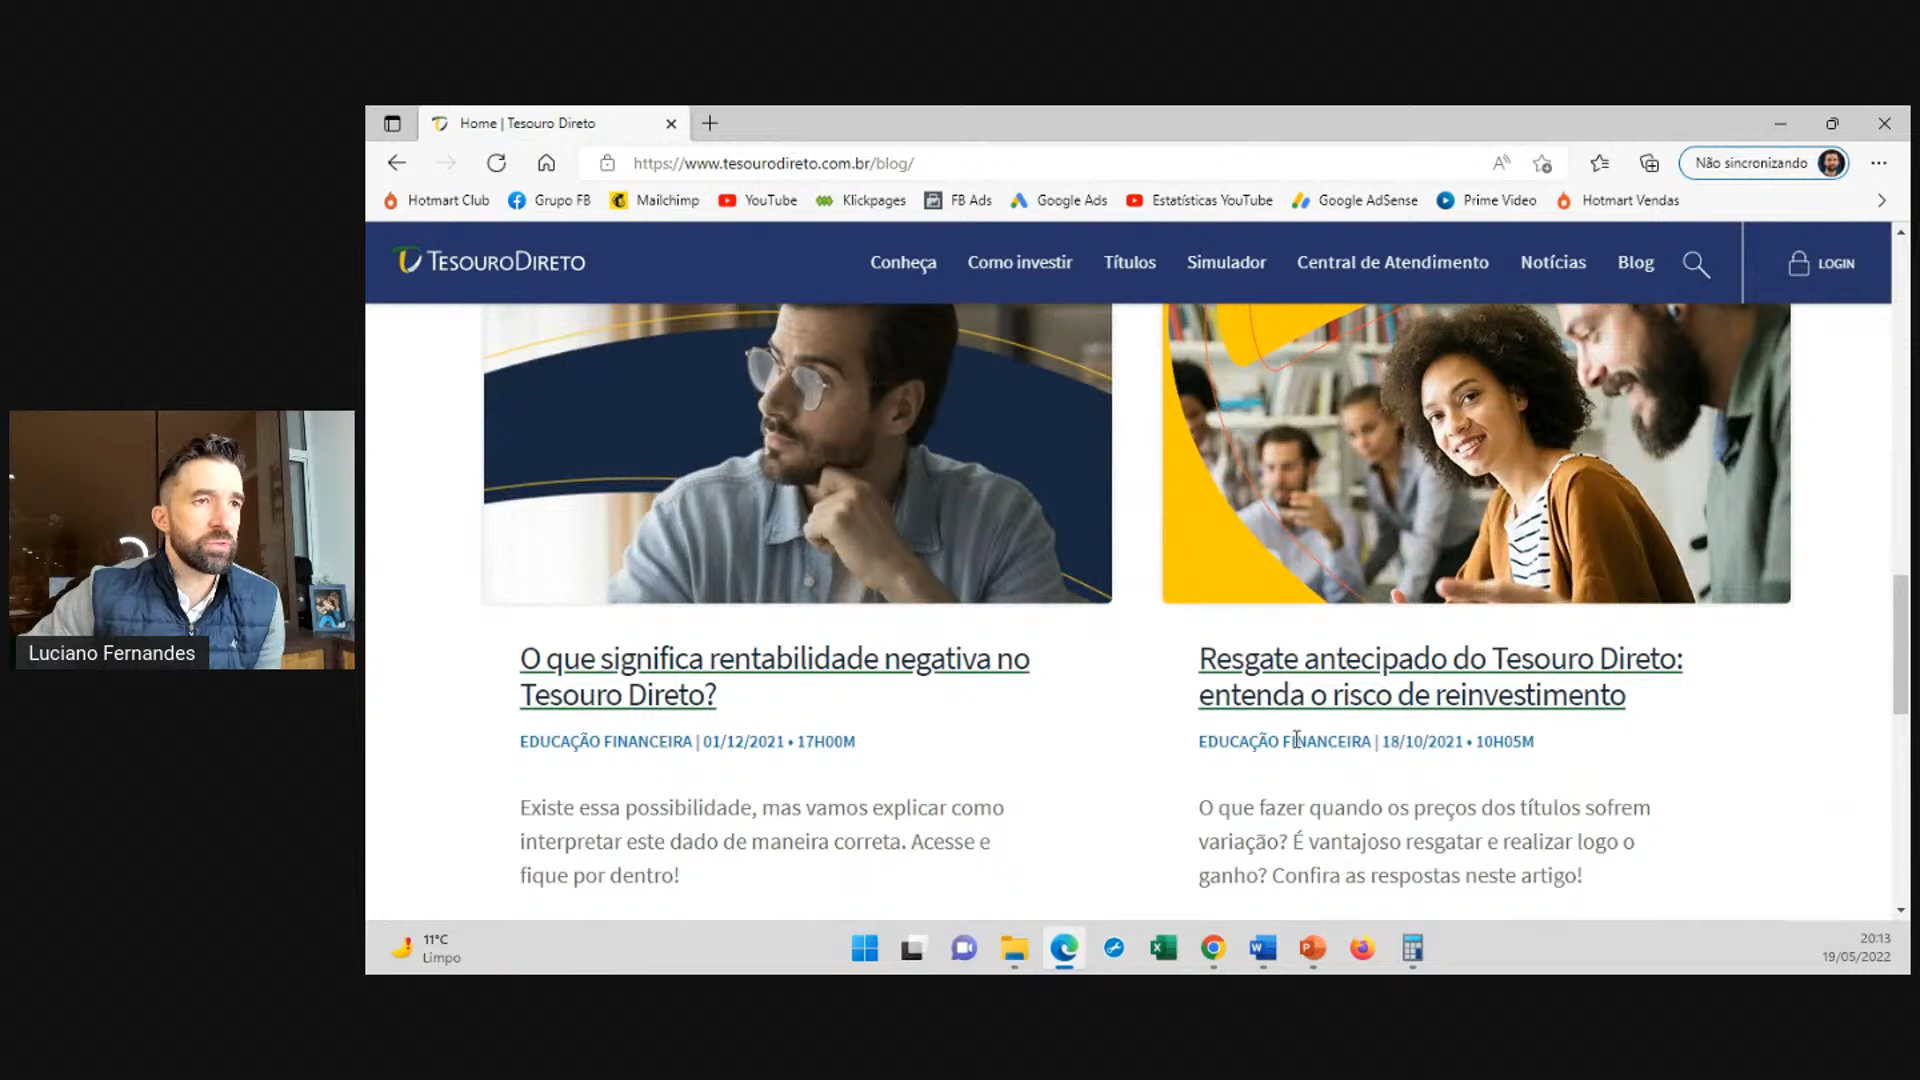 Home | Tesouro Direto
https://www.tesourodireto.com.br/blog/
Não sincronizando
Hotmart Club
Grupo FB
Mailchimp
YouTube
Klickpages
FB Ads
Google Ads
Estatísticas YouTube
Google AdSense
Prime Video
Hotmart Vendas
TESOURODIRETO
Conheça
Como investir
Títulos
Simulador
Central de Atendimento
Notícias
Blog
LOGIN
O que significa rentabilidade negativa no
Tesouro Direto?
EDUCAÇÃO FINANCEIRA | 01/12/2021 • 17H00M
Existe essa possibilidade, mas vamos explicar como
interpretar este dado de maneira correta. Acesse e
fique por dentro!
Resgate antecipado do Tesouro Direto:
entenda o risco de reinvestimento
EDUCAÇÃO FINANCEIRA | 18/10/2021 • 10H05M
O que fazer quando os preços dos títulos sofrem
variação? É vantajoso resgatar e realizar logo o
ganho? Confira as respostas neste artigo!
Luciano Fernandes
11°C
Limpo
20:13
19/05/2022